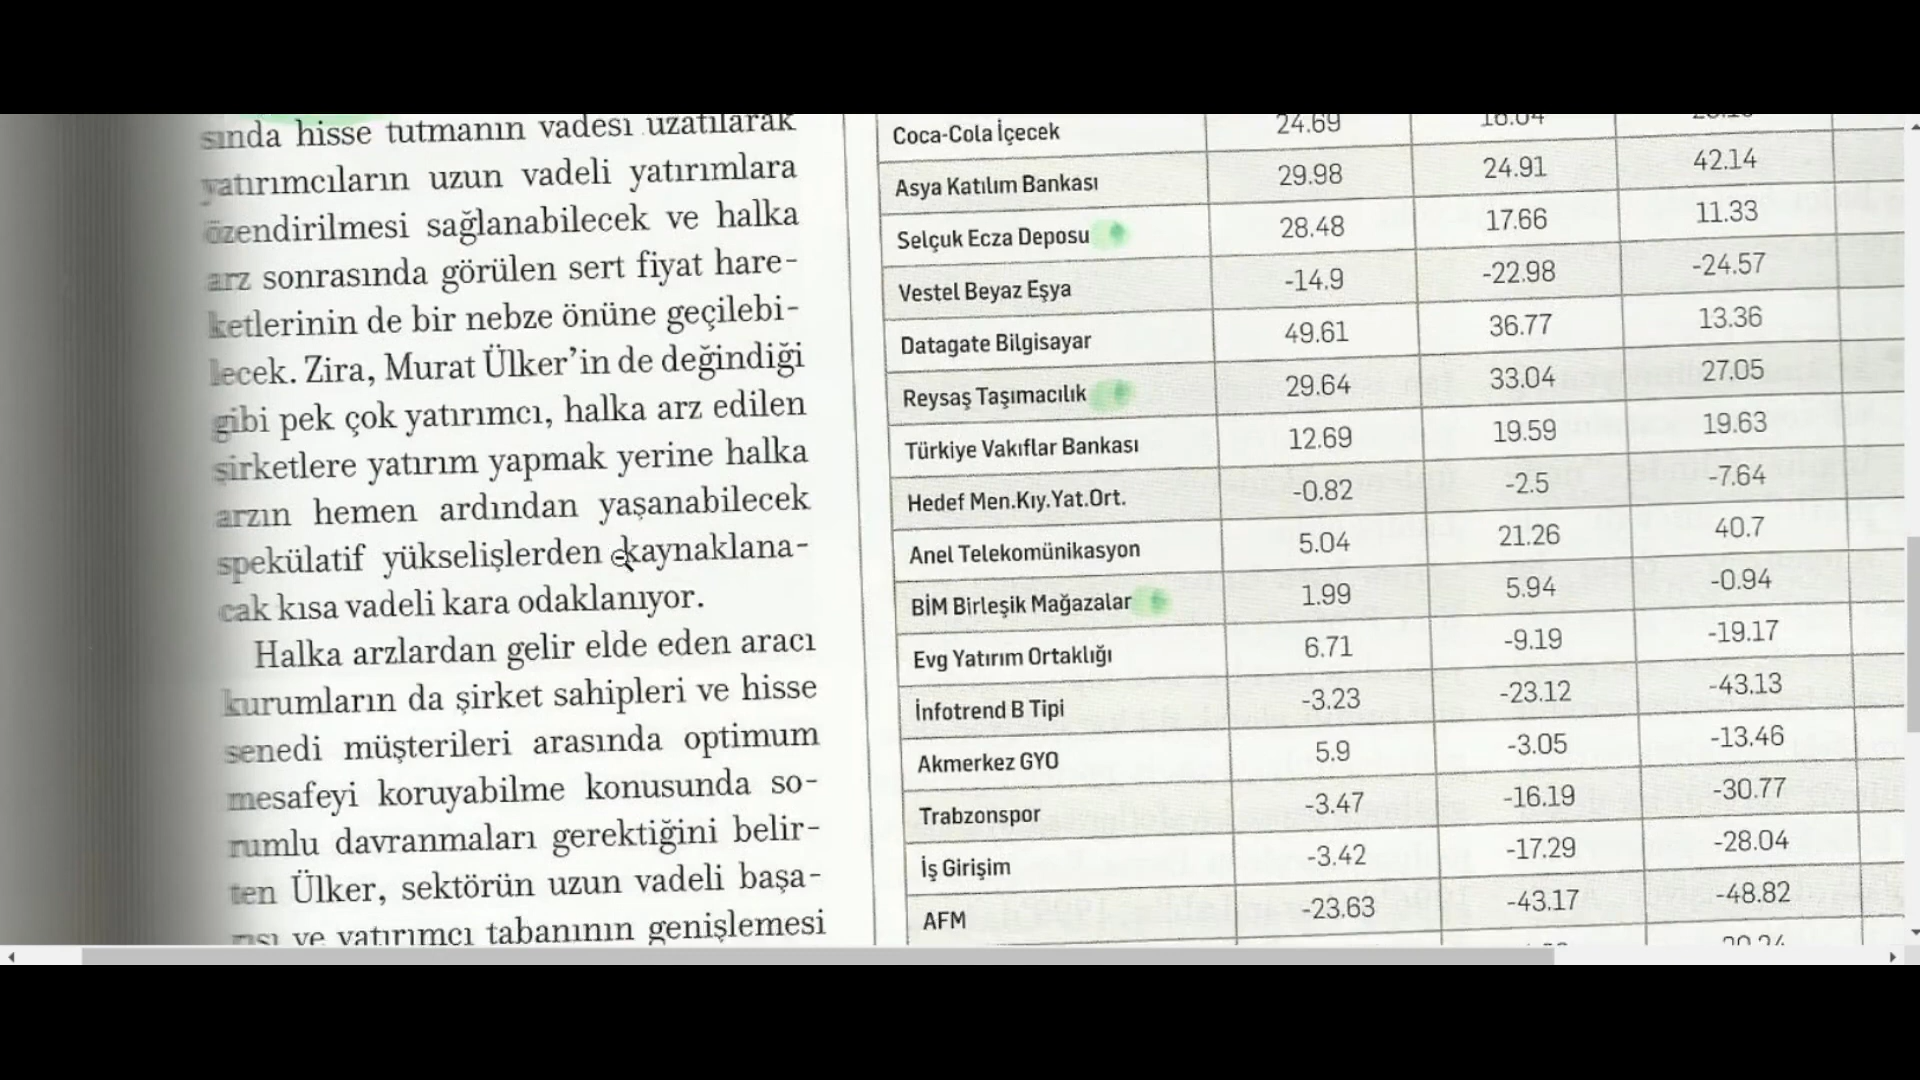 sında hisse tutmanın vadesi uzatılarak
yatırımcıların uzun vadeli yatırımlara
özendirilmesi sağlanabilecek ve halka
arz sonrasında görülen sert fiyat hare-
ketlerinin de bir nebze önüne geçilebi-
lecek. Zira, Murat Ülker'in de değindiği
gibi pek çok yatırımcı, halka arz edilen
şirketlere yatırım yapmak yerine halka
arzın hemen ardından yaşanabilecek
spekülatif yükselişlerden kaynaklana-
cak kısa vadeli kara odaklanıyor.
Halka arzlardan gelir elde eden aracı
kurumların da şirket sahipleri ve hisse
senedi müşterileri arasında optimum
mesafeyi koruyabilme konusunda so-
rumlu davranmaları gerektiğini belir-
ten Ülker, sektörün uzun vadeli başa-
rısı ve yatırımcı tabanının genişlemesi
Coca-Cola İçecek 24.69 16.04
Asya Katılım Bankası 29.98 24.91 42.14
Selçuk Ecza Deposu 28.48 17.66 11.33
Vestel Beyaz Eşya -14.9 -22.98 -24.57
Datagate Bilgisayar 49.61 36.77 13.36
Reysaş Taşımacılık 29.64 33.04 27.05
Türkiye Vakıflar Bankası 12.69 19.59 19.63
Hedef Men.Kıy.Yat.Ort. -0.82 -2.5 -7.64
Anel Telekomünikasyon 5.04 21.26 40.7
BİM Birleşik Mağazalar 1.99 5.94 -0.94
Evg Yatırım Ortaklığı 6.71 -9.19 -19.17
İnfotrend B Tipi -3.23 -23.12 -43.13
Akmerkez GYO 5.9 -3.05 -13.46
Trabzonspor -3.47 -16.19 -30.77
İş Girişim -3.42 -17.29 -28.04
AFM -23.63 -43.17 -48.82